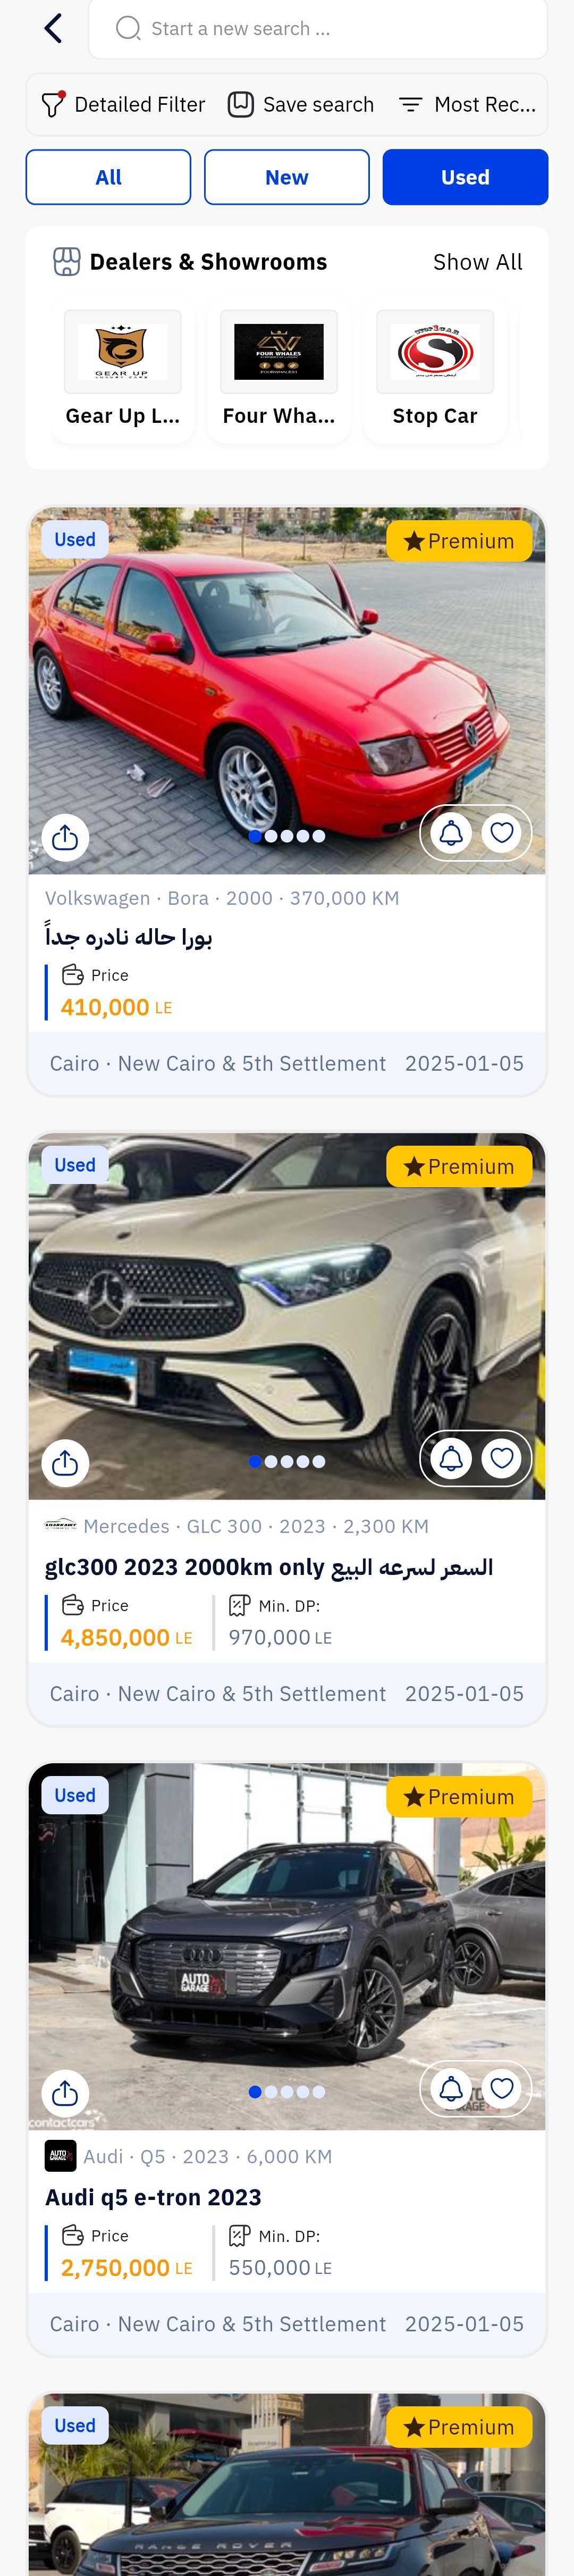 Start a new search ...
Detailed Filter Save search Most Rec...
All New Used
Dealers & Showrooms Show All
GEAR UP
FOUR WHALES
Gear Up L... Four Wha... Stop Car
Used Premium
Volkswagen · Bora · 2000 · 370,000 KM
بورا حاله نادره جداً
Price
410,000 LE
Cairo · New Cairo & 5th Settlement 2025-01-05
Used Premium
Mercedes · GLC 300 · 2023 · 2,300 KM
glc300 2023 2000km only السعر لسرعه البيع
Price Min. DP:
4,850,000 LE 970,000 LE
Cairo · New Cairo & 5th Settlement 2025-01-05
Used Premium
AUTO
GARAGE
contactcars
Audi · Q5 · 2023 · 6,000 KM
Audi q5 e-tron 2023
Price Min. DP:
2,750,000 LE 550,000 LE
Cairo · New Cairo & 5th Settlement 2025-01-05
Used Premium
RANGE ROVER